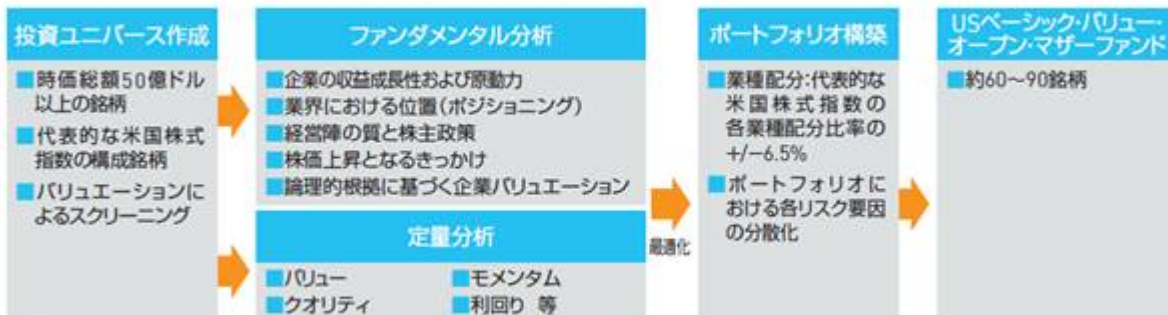 投資ユニバース作成
■時価総額50億ドル
以上の銘柄
■代表的な米国株式
指数の構成銘柄
■バリュエーションに
よるスクリーニング
ファンダメンタル分析
■企業の収益成長性および原動力
■業界における位置(ポジショニング)
■経営陣の質と株主政策
■株価上昇となるきっかけ
■論理的根拠に基づく企業バリュエーション
定量分析
■バリュー ■モメンタム
■クオリティ ■利回り 等
最適化
ポートフォリオ構築
■業種配分:代表的な
米国株式指数の
各業種配分比率の
+/−6.5%
■ポートフォリオに
おける各リスク要因
の分散化
USベーシック・バリュー・
オープン・マザーファンド
■約60〜90銘柄